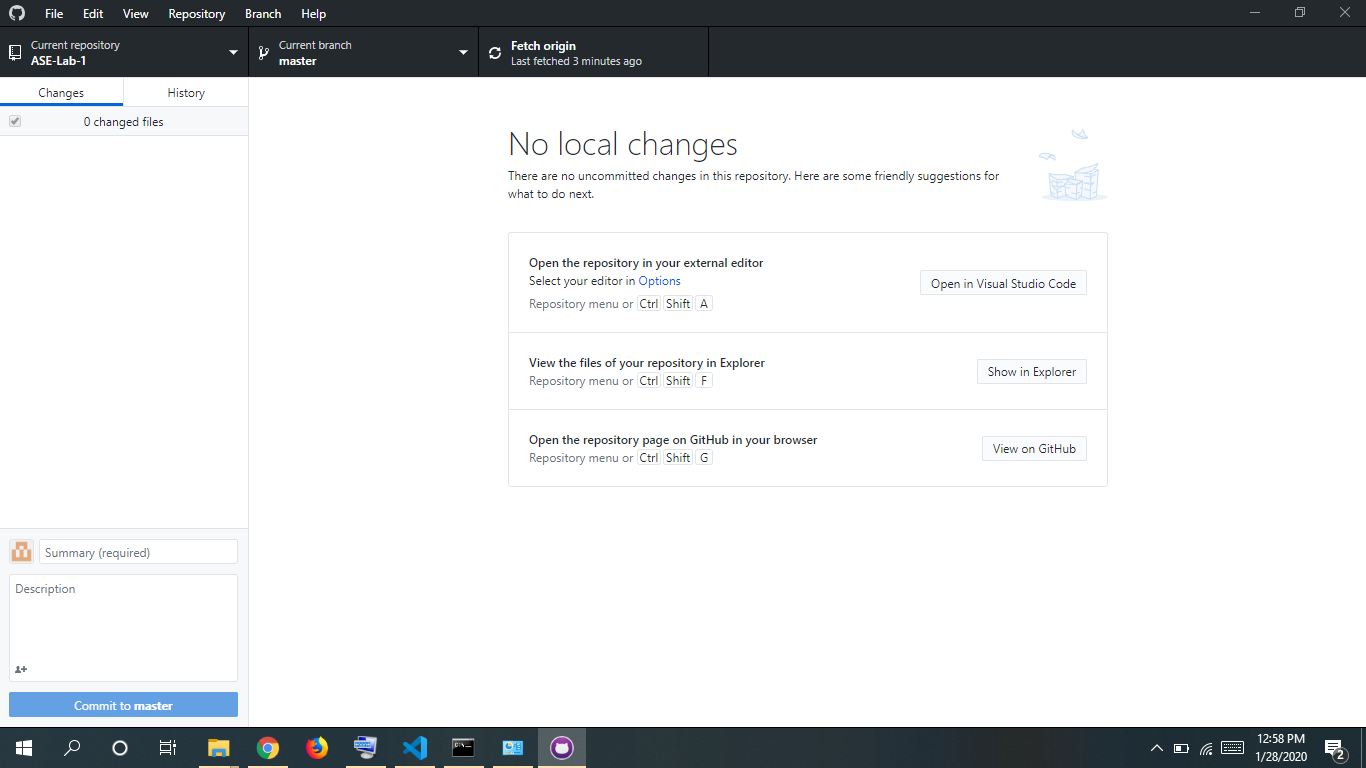 File Edit View Repository Branch Help
Current repository
ASE-Lab-1
Current branch
master
Fetch origin
Last fetched 3 minutes ago
Changes History
0 changed files
No local changes
There are no uncommitted changes in this repository. Here are some friendly suggestions for
what to do next.
Open the repository in your external editor
Select your editor in Options
Repository menu or Ctrl Shift A
Open in Visual Studio Code
View the files of your repository in Explorer
Repository menu or Ctrl Shift F
Show in Explorer
Open the repository page on GitHub in your browser
Repository menu or Ctrl Shift G
View on GitHub
Summary (required)
Description
Commit to master
12:58 PM
1/28/2020
2